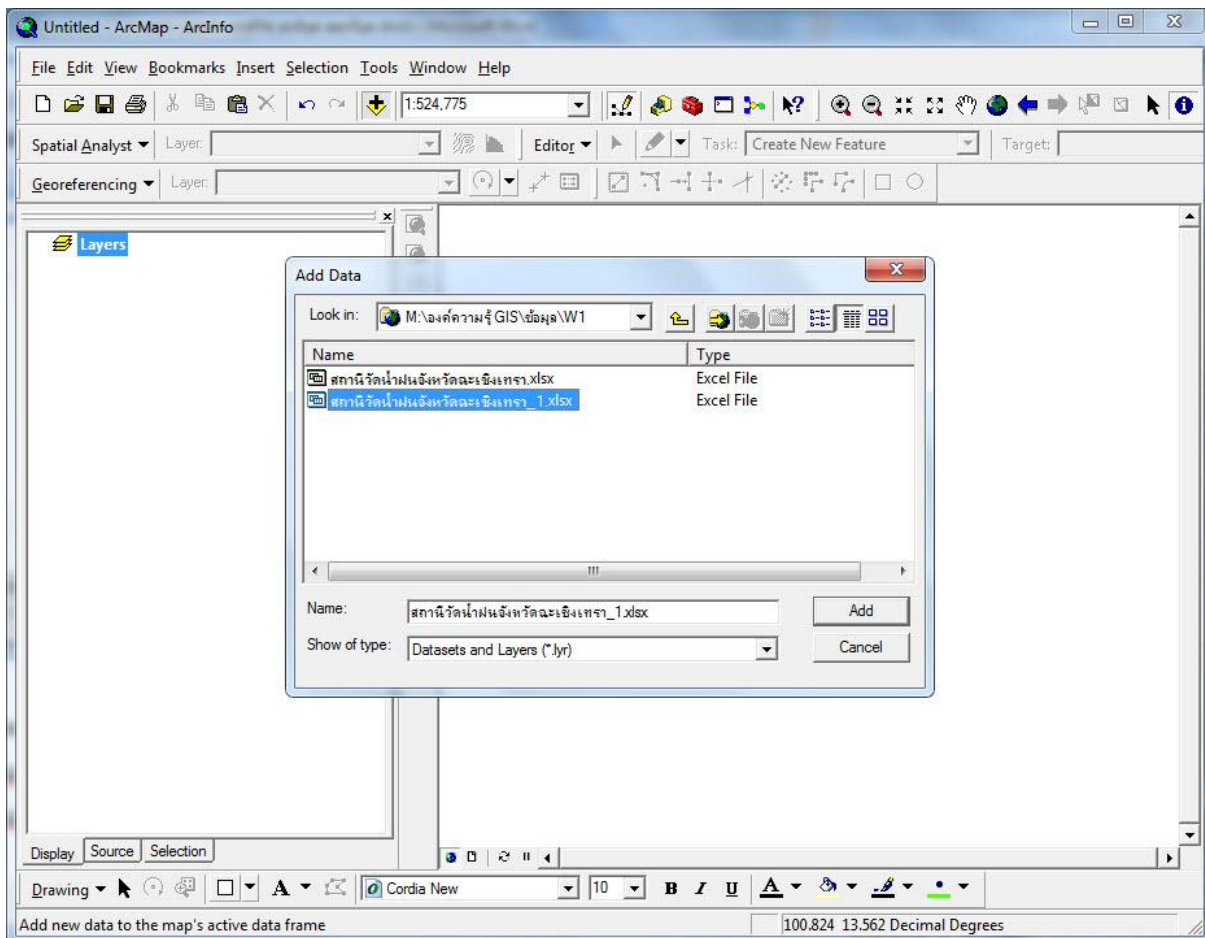 Untitled - ArcMap - ArcInfo
File Edit View Bookmarks Insert Selection Tools Window Help
1:524,775
Spatial Analyst Layer: Editor Task: Create New Feature Target:
Georeferencing Layer:
Layers
Add Data
Look in: M:\องค์ความรู้ GIS\ข้อมูล\W1
Name Type
สถานีวัดน้ำฝนจังหวัดฉะเชิงเทรา.xlsx Excel File
สถานีวัดน้ำฝนจังหวัดฉะเชิงเทรา_1.xlsx Excel File
Name: สถานีวัดน้ำฝนจังหวัดฉะเชิงเทรา_1.xlsx Add
Show of type: Datasets and Layers (*.lyr) Cancel
Display Source Selection
Drawing A Cordia New 10 B I U A
Add new data to the map's active data frame 100.824 13.562 Decimal Degrees